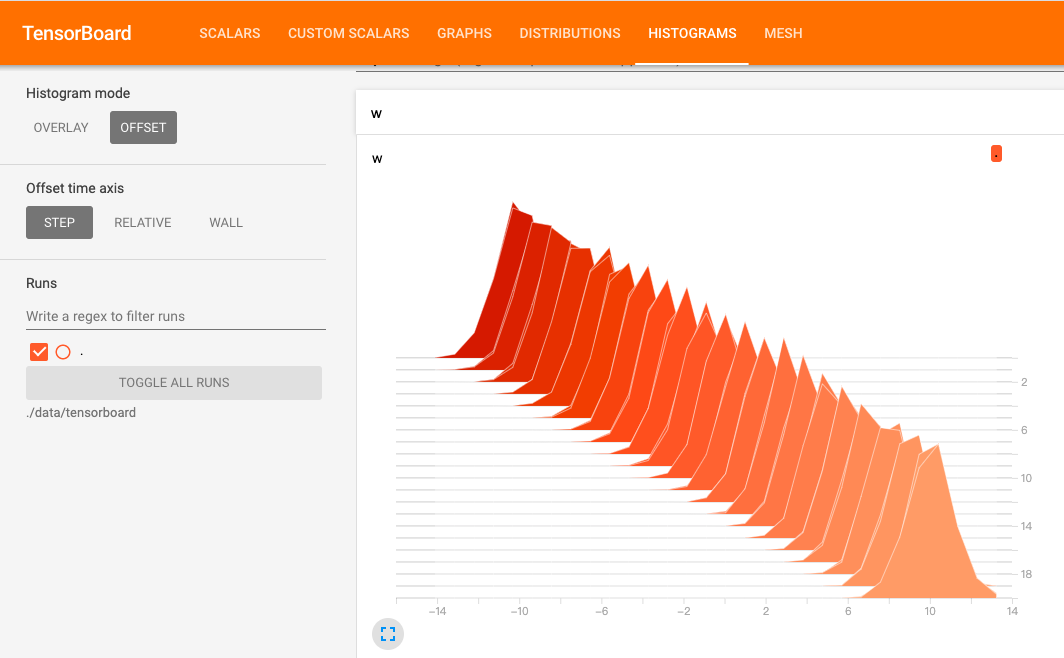 TensorBoard SCALARS CUSTOM SCALARS GRAPHS DISTRIBUTIONS HISTOGRAMS MESH
Histogram mode
OVERLAY OFFSET
Offset time axis
STEP RELATIVE WALL
Runs
Write a regex to filter runs
.
TOGGLE ALL RUNS
./data/tensorboard
w
w
.
2
6
10
14
18
−14 −10 −6 −2 2 6 10 14